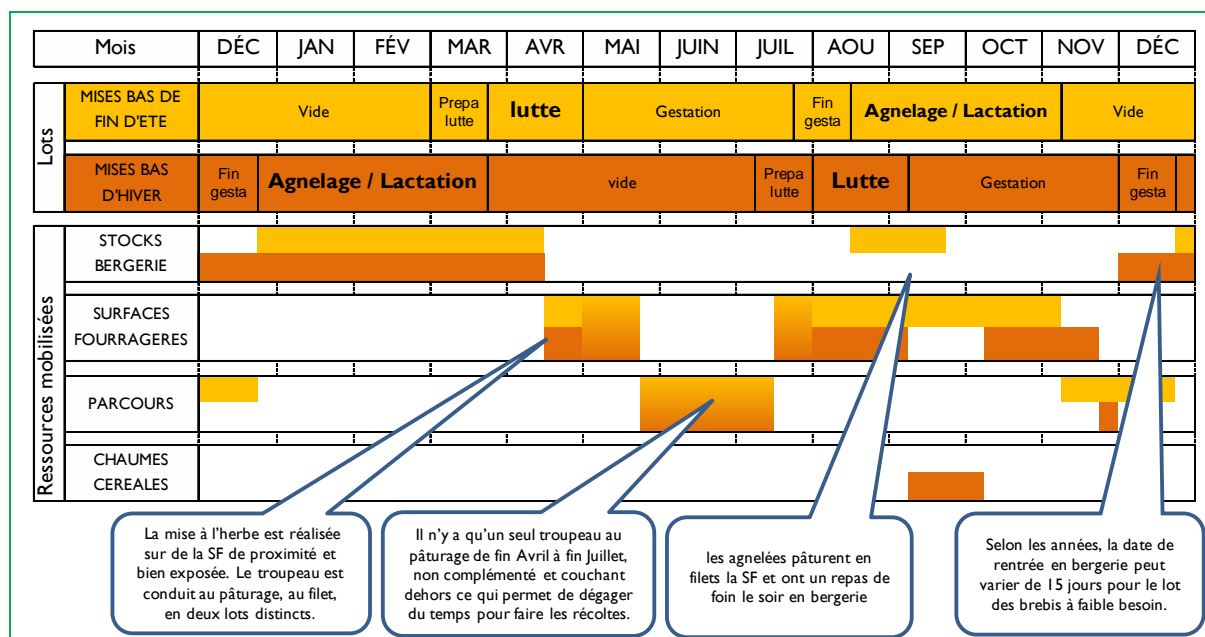 Mois DÉC JAN FÉV MAR AVR MAI JUIN JUIL AOU SEP OCT NOV DÉC
Lots
MISES BAS DE
FIN D'ETE
Vide
Prepa
lutte
lutte
Gestation
Fin
gesta
Agnelage / Lactation
Vide
MISES BAS
D'HIVER
Fin
gesta
Agnelage / Lactation
vide
Prepa
lutte
Lutte
Gestation
Fin
gesta
Ressources mobilisées
STOCKS
BERGERIE
SURFACES
FOURRAGERES
PARCOURS
CHAUMES
CEREALES
La mise à l'herbe est réalisée
sur de la SF de proximité et
bien exposée. Le troupeau est
conduit au pâturage, au filet,
en deux lots distincts.
Il n'y a qu'un seul troupeau au
pâturage de fin Avril à fin Juillet,
non complémenté et couchant
dehors ce qui permet de dégager
du temps pour faire les récoltes.
les agnelées pâturent en
filets la SF et ont un repas de
foin le soir en bergerie
Selon les années, la date de
rentrée en bergerie peut
varier de 15 jours pour le lot
des brebis à faible besoin.